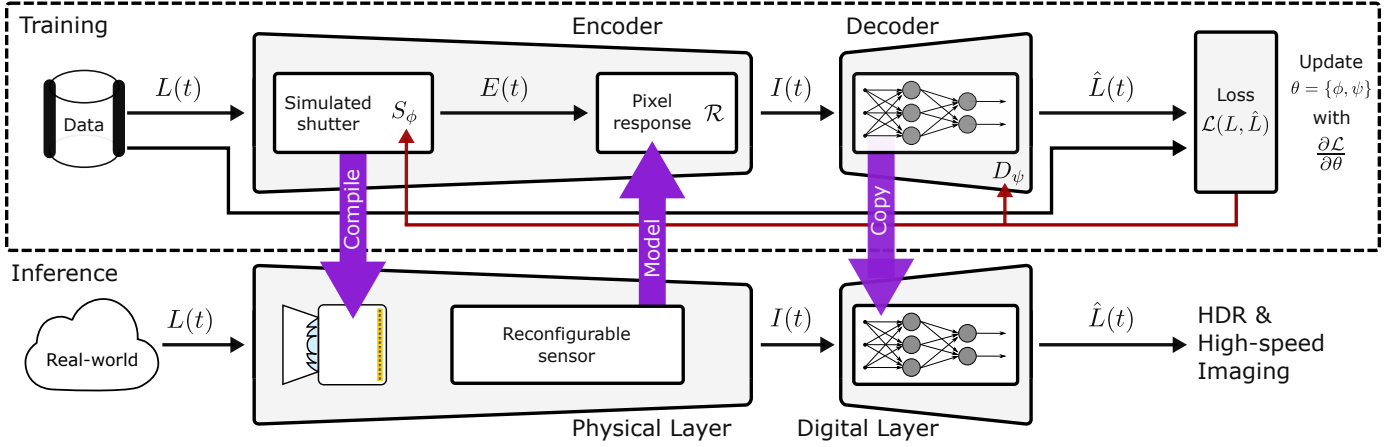 Training
Encoder
Decoder
Data
L(t)
Simulated
shutter
S_ϕ
E(t)
Pixel
response
ℛ
I(t)
L̂(t)
Loss
ℒ(L, L̂)
Update
θ = {ϕ, ψ}
with
∂ℒ
∂θ
D_ψ
Compile
Model
Copy
Inference
Real-world
L(t)
Reconfigurable
sensor
I(t)
L̂(t)
HDR &
High-speed
Imaging
Physical Layer
Digital Layer